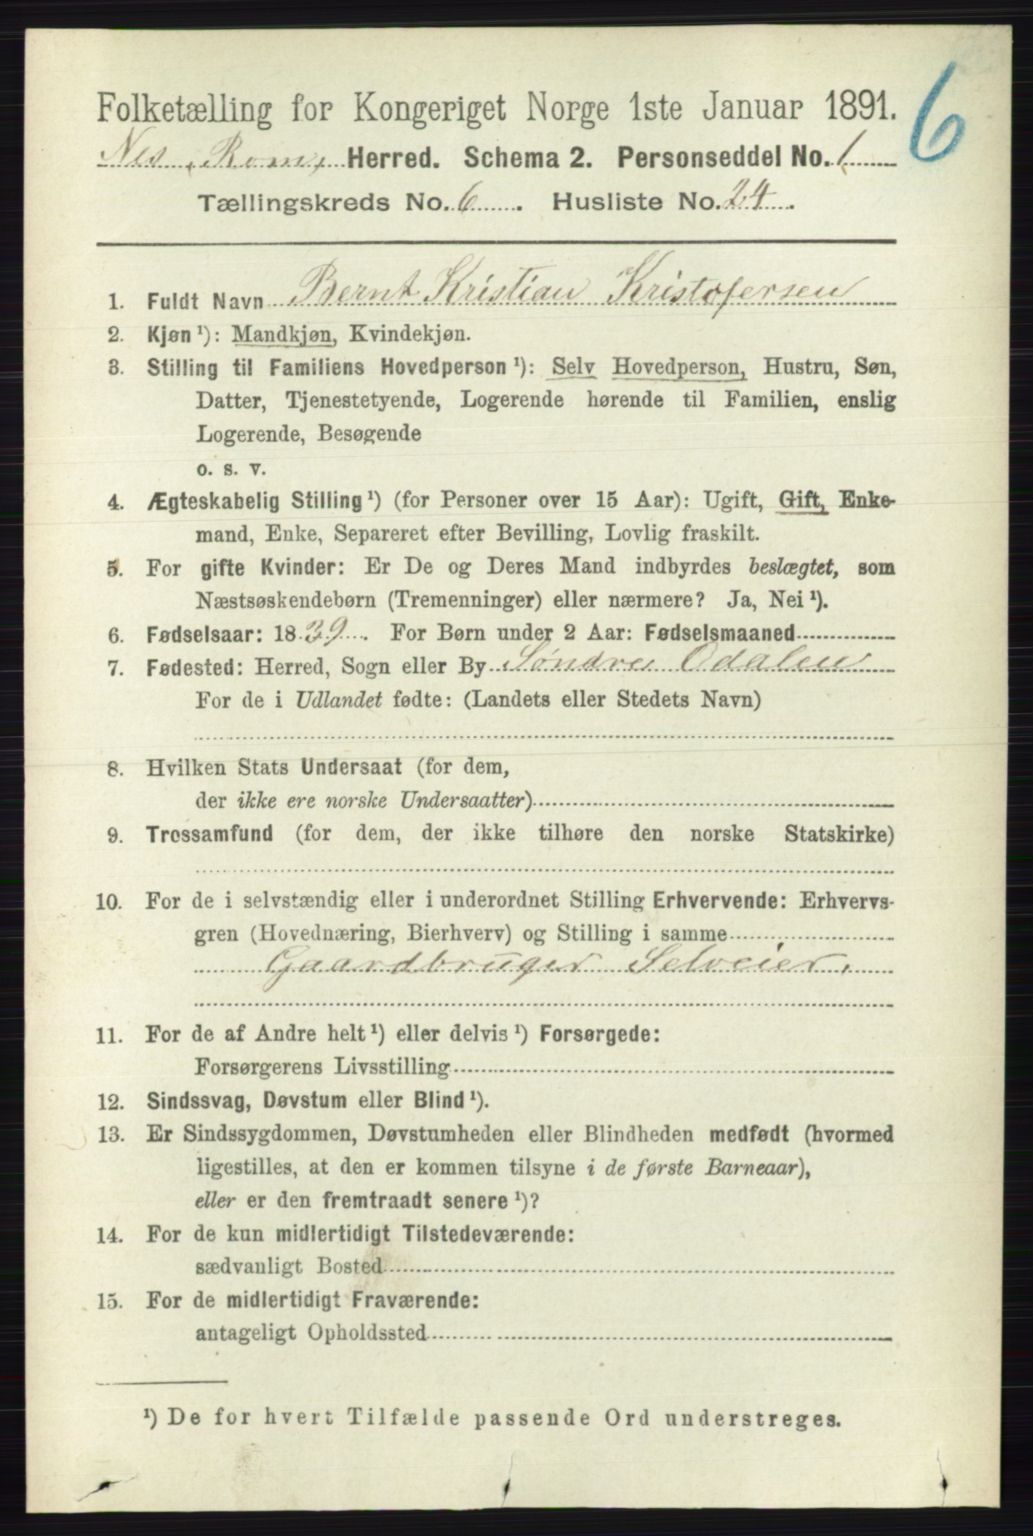 6
Folketælling for Kongeriget Norge 1ste Januar 1891.
Nes, Rom, Herred. Schema 2. Personseddel No. 1
Tællingskreds No. 6. Husliste No. 24.
1. Fuldt Navn Bernt Kristian Kristofersen
2. Kjøn ¹): Mandkjøn, Kvindekjøn.
3. Stilling til Familiens Hovedperson ¹): Selv Hovedperson, Hustru, Søn,
Datter, Tjenestetyende, Logerende hørende til Familien, enslig
Logerende, Besøgende
o. s. v.
4. Ægteskabelig Stilling ¹) (for Personer over 15 Aar): Ugift, Gift, Enke-
mand, Enke, Separeret efter Bevilling, Lovlig fraskilt.
5. For gifte Kvinder: Er De og Deres Mand indbyrdes beslægtet, som
Næstsøskendebørn (Tremenninger) eller nærmere? Ja, Nei ¹).
6. Fødselsaar: 1839. For Børn under 2 Aar: Fødselsmaaned
7. Fødested: Herred, Sogn eller By Søndre Odalen
For de i Udlandet fødte: (Landets eller Stedets Navn)
8. Hvilken Stats Undersaat (for dem,
der ikke ere norske Undersaatter)
9. Trossamfund (for dem, der ikke tilhøre den norske Statskirke)
10. For de i selvstændig eller i underordnet Stilling Erhvervende: Erhvervs-
gren (Hovednæring, Bierhverv) og Stilling i samme
Gaardbruger Selveier.
11. For de af Andre helt ¹) eller delvis ¹) Forsørgede:
Forsørgerens Livsstilling
12. Sindssvag, Døvstum eller Blind ¹).
13. Er Sindssygdommen, Døvstumheden eller Blindheden medfødt (hvormed
ligestilles, at den er kommen tilsyne i de første Barneaar),
eller er den fremtraadt senere ¹)?
14. For de kun midlertidigt Tilstedeværende:
sædvanligt Bosted
15. For de midlertidigt Fraværende:
antageligt Opholdssted
¹) De for hvert Tilfælde passende Ord understreges.